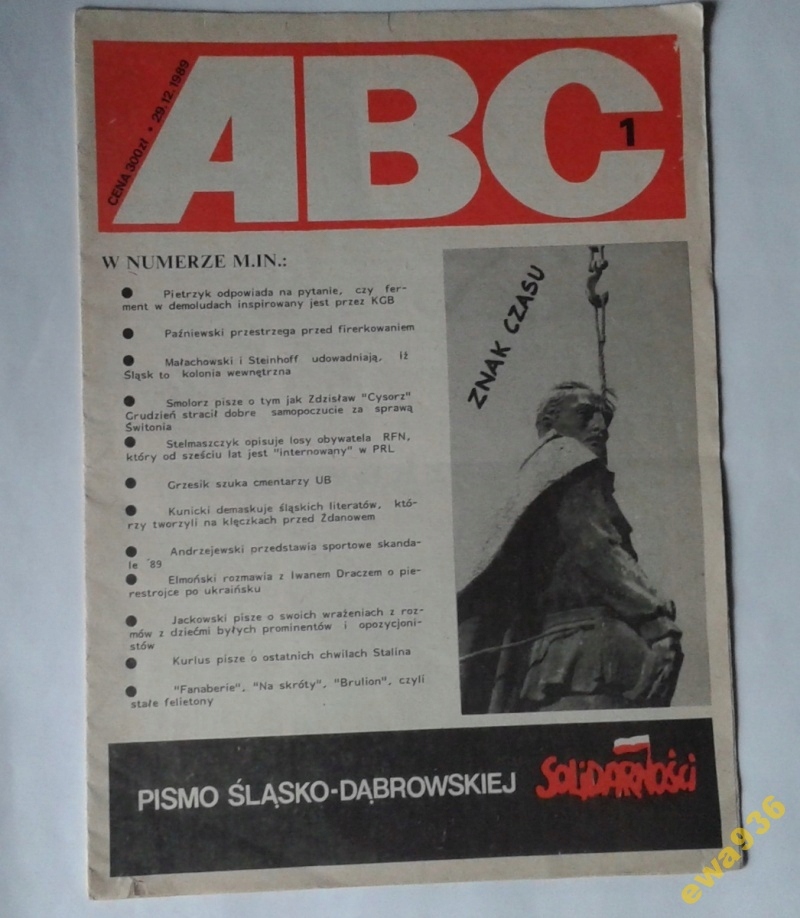 CENA 300zł • 29.12.1989
ABC
1
W NUMERZE M.IN.:
● Pietrzyk odpowiada na pytanie, czy fer-
ment w demoludach inspirowany jest przez KGB
● Paźniewski przestrzega przed firerkowaniem
● Małachowski i Steinhoff udowadniają, iż
Śląsk to kolonia wewnętrzna
● Smolorz pisze o tym jak Zdzisław "Cysorz"
Grudzień stracił dobre samopoczucie za sprawą
Świtonia
● Stelmaszczyk opisuje losy obywatela RFN,
który od sześciu lat jest "internowany" w PRL
● Grzesik szuka cmentarzy UB
● Kunicki demaskuje śląskich literatów, któ-
rzy tworzyli na klęczkach przed Żdanowem
● Andrzejewski przedstawia sportowe skanda-
le '89
● Elmoński rozmawia z Iwanem Draczem o pie-
restrojce po ukraińsku
● Jackowski pisze o swoich wrażeniach z roz-
mów z dziećmi byłych prominentów i opozycjoni-
stów
● Kurlus pisze o ostatnich chwilach Stalina
● "Fanaberie", "Na skróty", "Brulion", czyli
stałe felietony
ZNAK CZASU
PISMO ŚLĄSKO-DĄBROWSKIEJ SOLIDARNOŚCI
ewa936